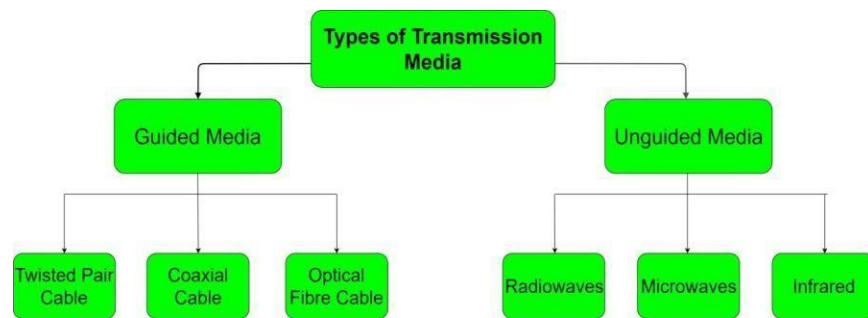 Types of Transmission
Media
Guided Media
Unguided Media
Twisted Pair
Cable
Coaxial
Cable
Optical
Fibre Cable
Radiowaves
Microwaves
Infrared